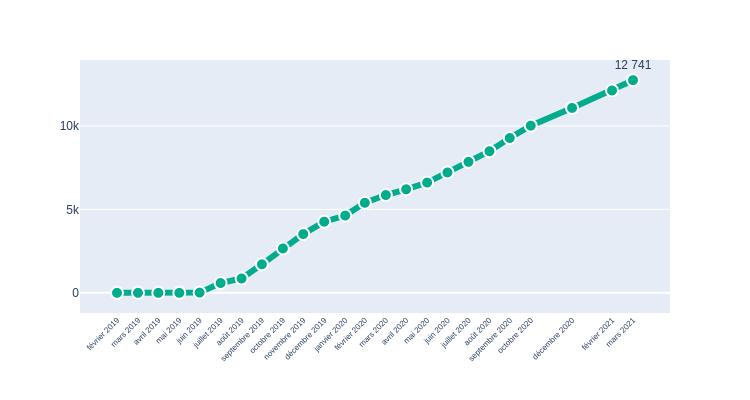 12 741
10k
5k
0
février 2019
mars 2019
avril 2019
mai 2019
juin 2019
juillet 2019
août 2019
septembre 2019
octobre 2019
novembre 2019
décembre 2019
janvier 2020
février 2020
mars 2020
avril 2020
mai 2020
juin 2020
juillet 2020
août 2020
septembre 2020
octobre 2020
décembre 2020
février 2021
mars 2021